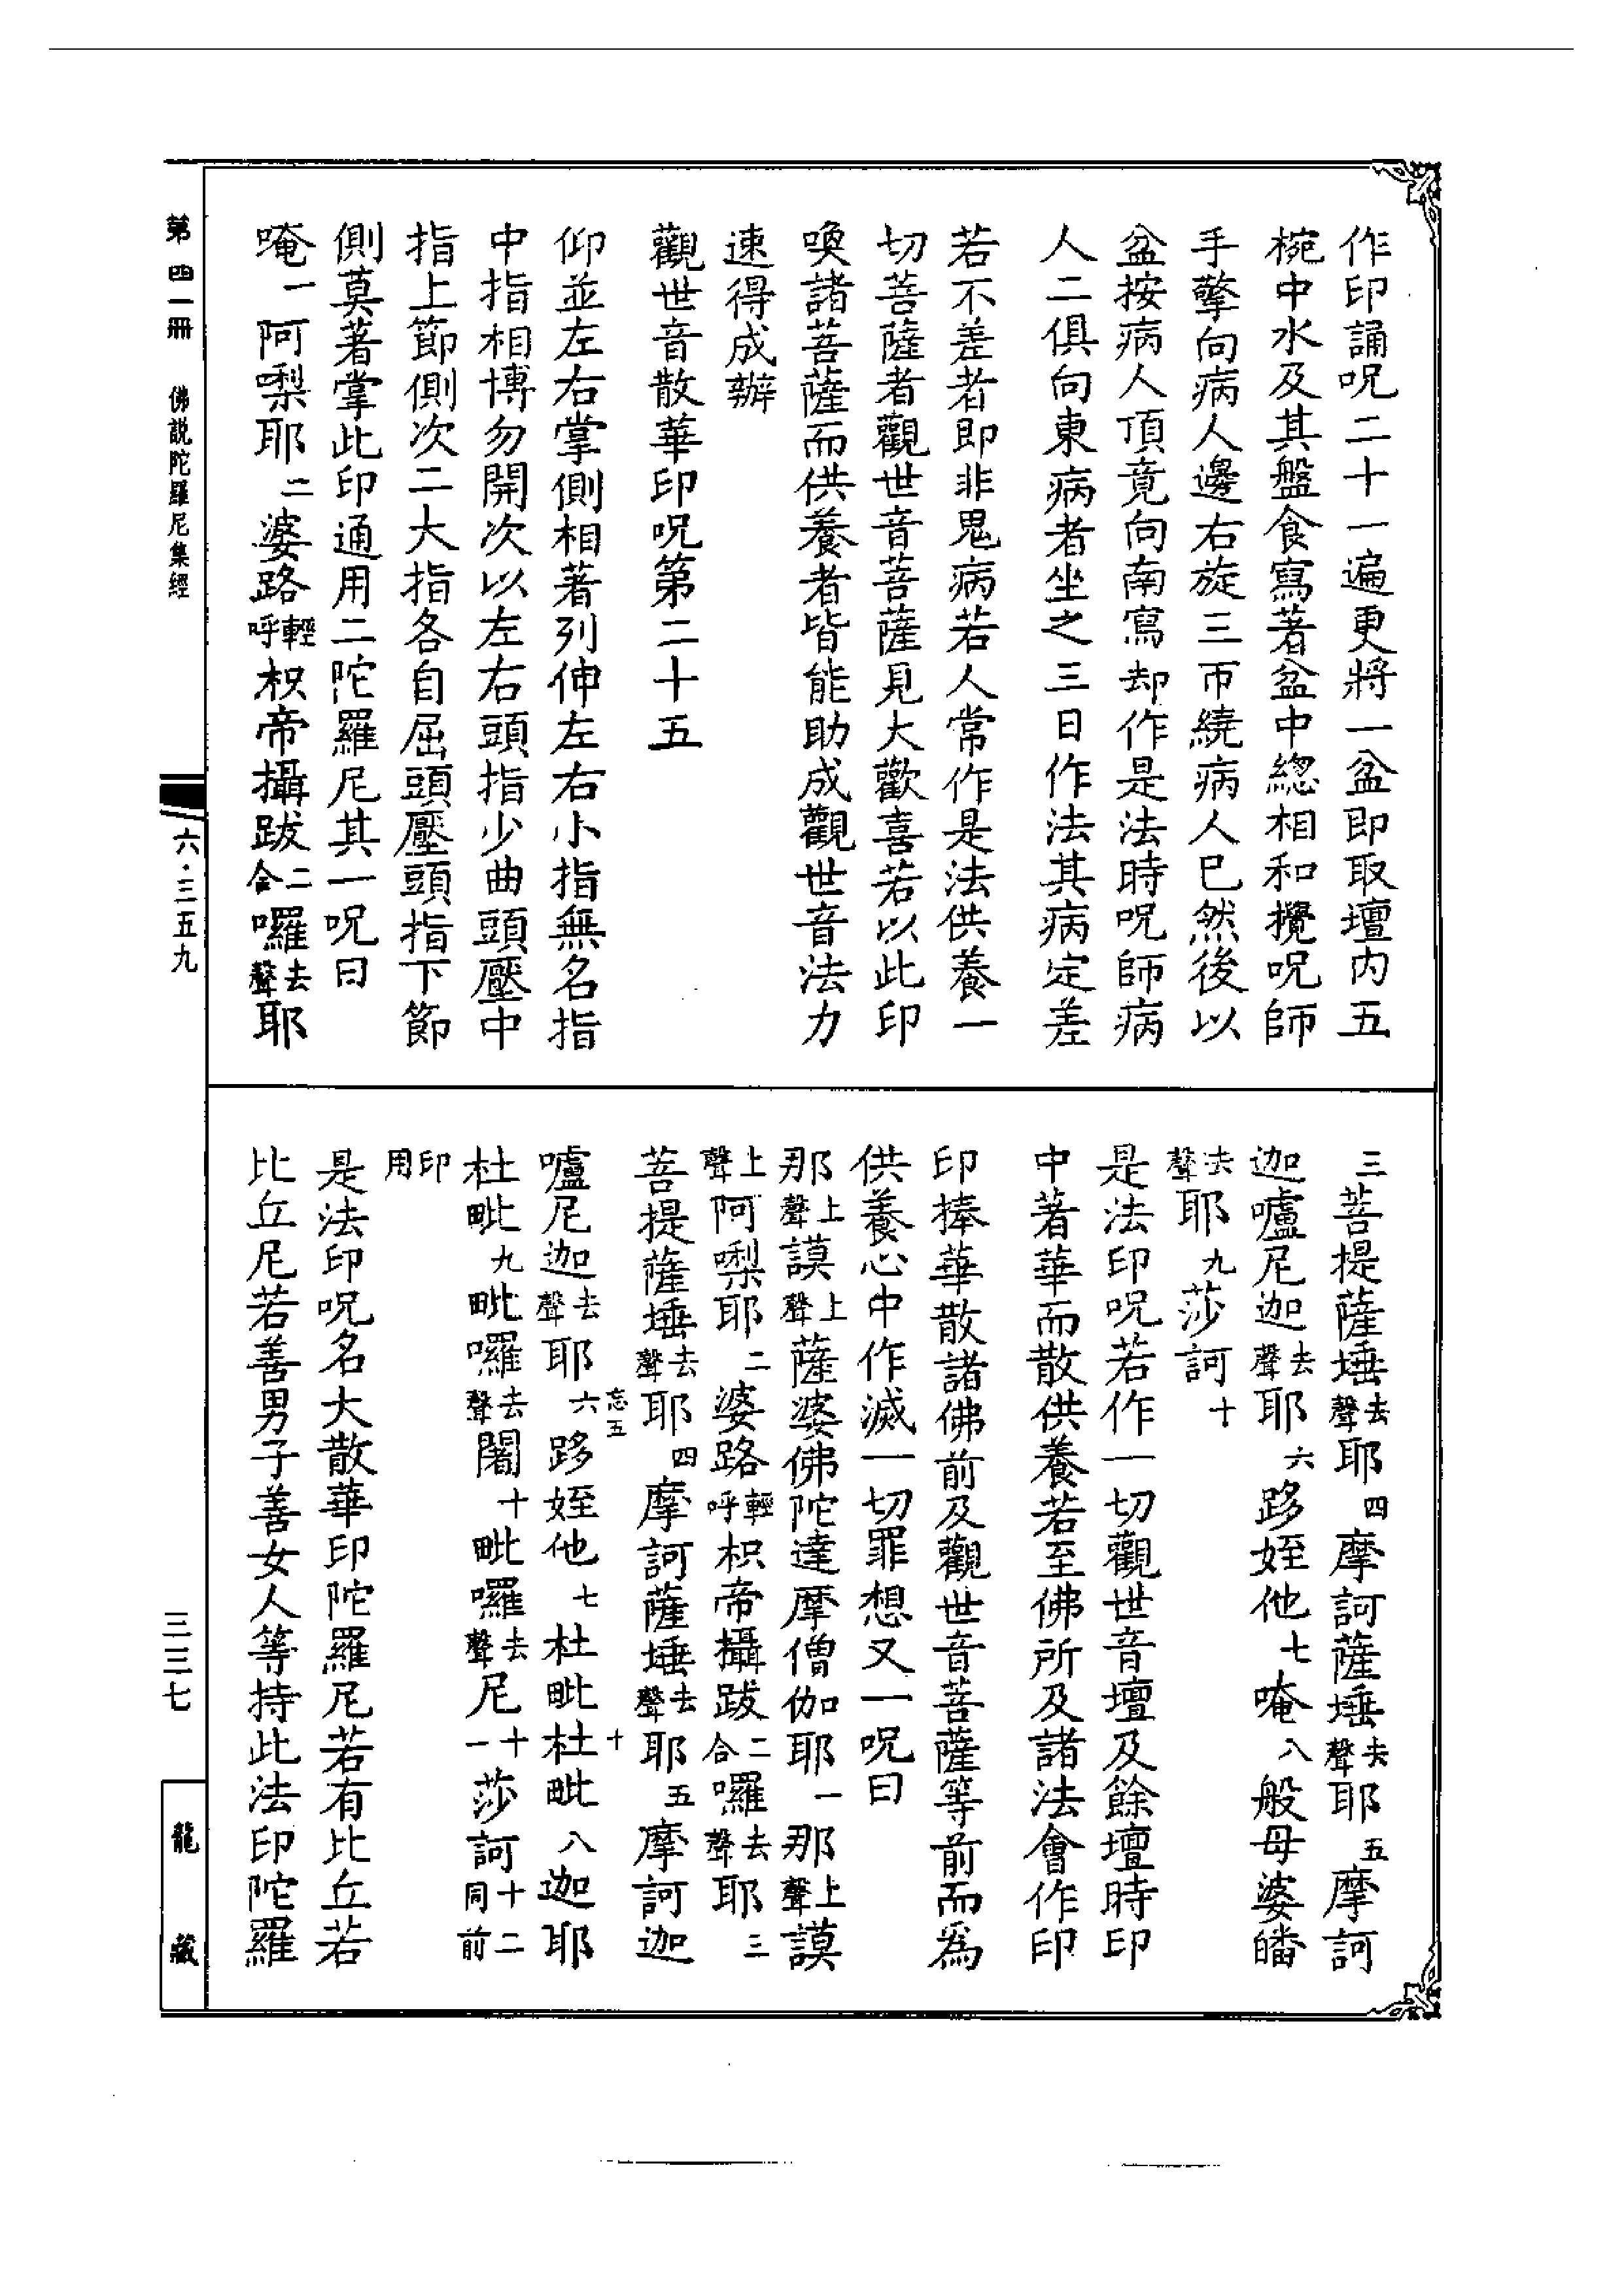 作印誦呪二十一遍更將一盆即取壇內五
椀中水及其盤食寫著盆中緫相和攪呪師
手擎向病人邊右旋三帀繞病人巳然後以
盆按病人頂竟向南寫却作是法時呪師病
人二俱向東病者坐之三日作法其病定差
若不差者即非鬼病若人常作是法供養一
切菩薩者觀世音菩薩見大歡喜若以此印
喚諸菩薩而供養者皆能助成觀世音法力
速得成辦
觀世音散華印呪第二十五
仰並左右掌側相著列伸左右小指無名指
中指相博勿開次以左右頭指少曲頭壓中
指上節側次二大指各自屈頭壓頭指下節
側莫著掌此印通用二陀羅尼其一呪曰
唵一阿㗚耶二婆路輕呼枳帝攝跋二合囉去聲耶
三菩提薩埵去聲耶四摩訶薩埵去聲耶五摩訶
迦嚧尼迦去聲耶六跢姪他七唵八般母婆皤
去聲耶九莎訶十
是法印呪若作一切觀世音壇及餘壇時印
中著華而散供養若至佛所及諸法會作印
印捧華散諸佛前及觀世音菩薩等前而為
供養心中作滅一切罪想又一呪曰
那上聲謨上聲薩婆佛陀達摩僧伽耶一那上聲謨
上聲阿㗚耶二婆路輕呼枳帝攝跋二合囉去聲耶三
菩提薩埵去聲耶四摩訶薩埵去聲耶五摩訶迦
嚧尼迦去聲耶六跢姪他七杜毗杜毗八迦耶
杜毗九毗囉去聲闍十毗囉去聲尼十一莎訶十二同前
印用
是法印呪名大散華印陀羅尼若有比丘若
比丘尼若善男子善女人等持此法印陀羅
忘五
十
第四一冊 佛説陀羅尼集經
六·三五九
三三七
龍藏